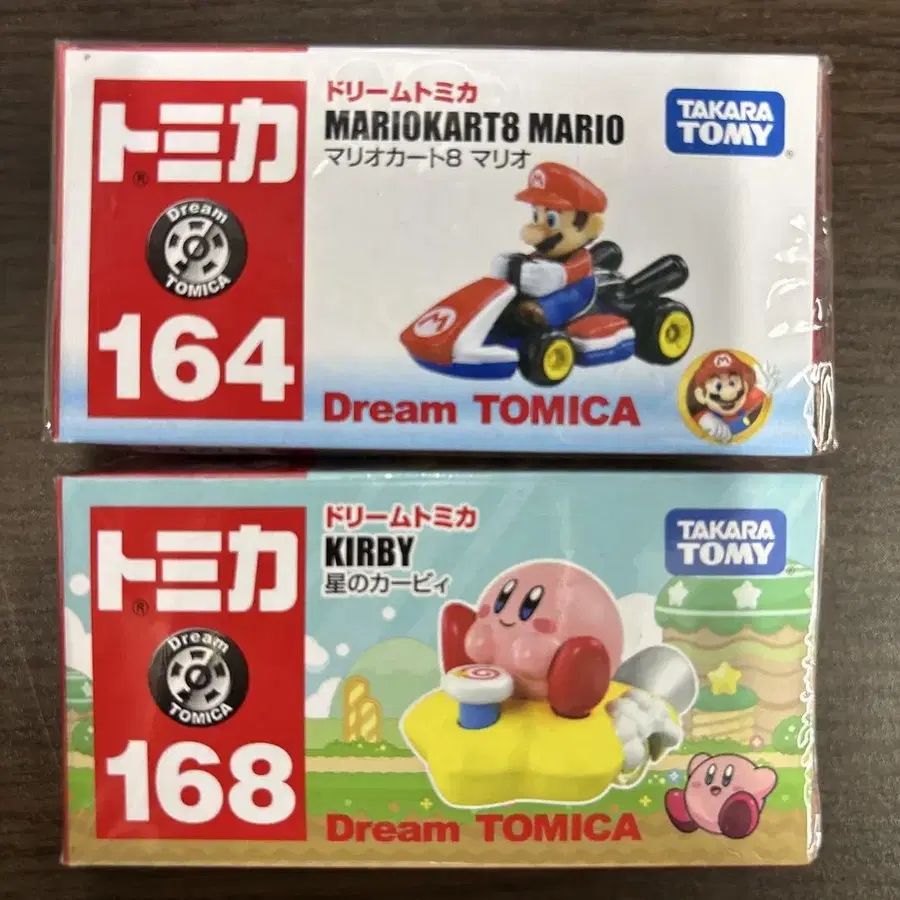 トミカ®
Dream
TOMICA
164
ドリームトミカ
MARIOKART8 MARIO
マリオカート8 マリオ
TAKARA
TOMY®
M
M
M
Dream TOMICA
トミカ®
Dream
TOMICA
168
ドリームトミカ
KIRBY
星のカービィ
TAKARA
TOMY®
Dream TOMICA